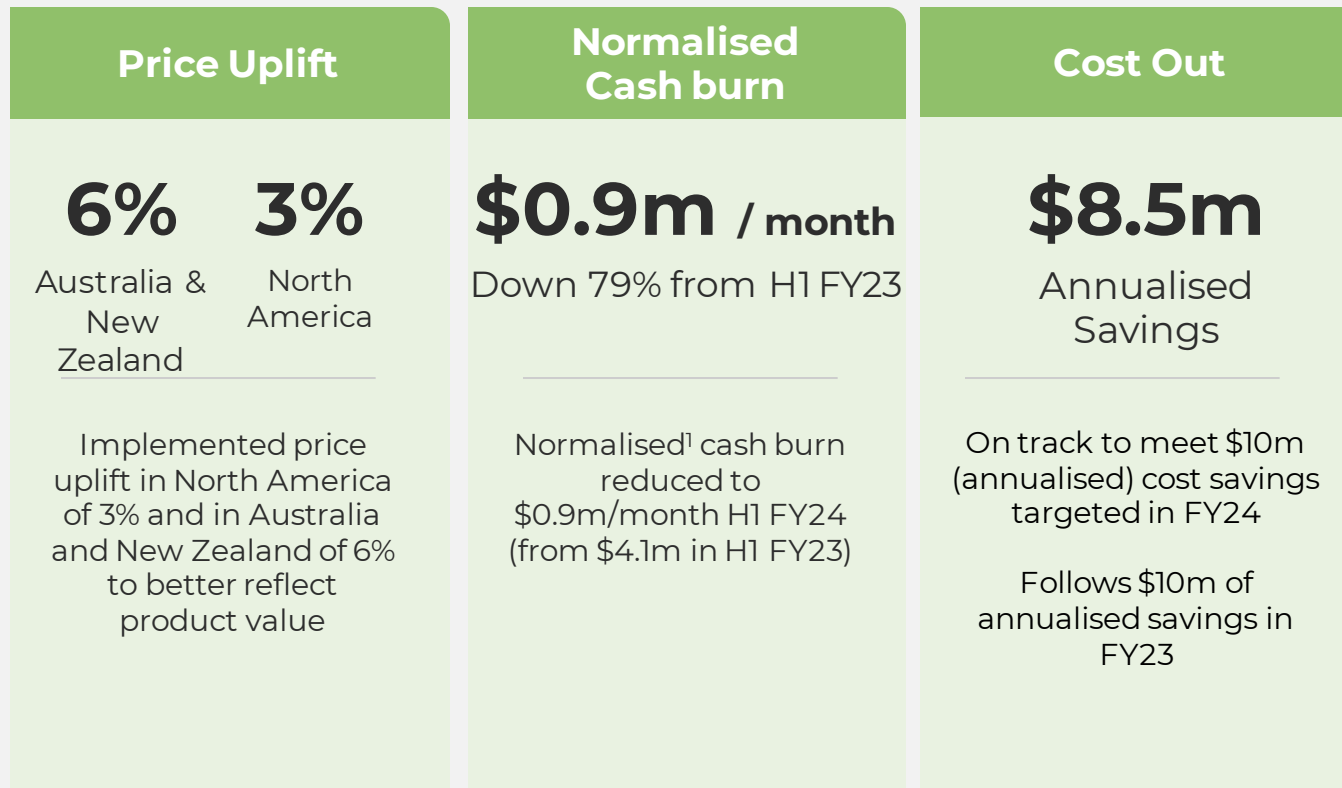 Price Uplift
6% 3%
Australia &
New
Zealand
North
America
Implemented price
uplift in North America
of 3% and in Australia
and New Zealand of 6%
to better reflect
product value
Normalised
Cash burn
$0.9m / month
Down 79% from H1 FY23
Normalised¹ cash burn
reduced to
$0.9m/month H1 FY24
(from $4.1m in H1 FY23)
Cost Out
$8.5m
Annualised
Savings
On track to meet $10m
(annualised) cost savings
targeted in FY24
Follows $10m of
annualised savings in
FY23